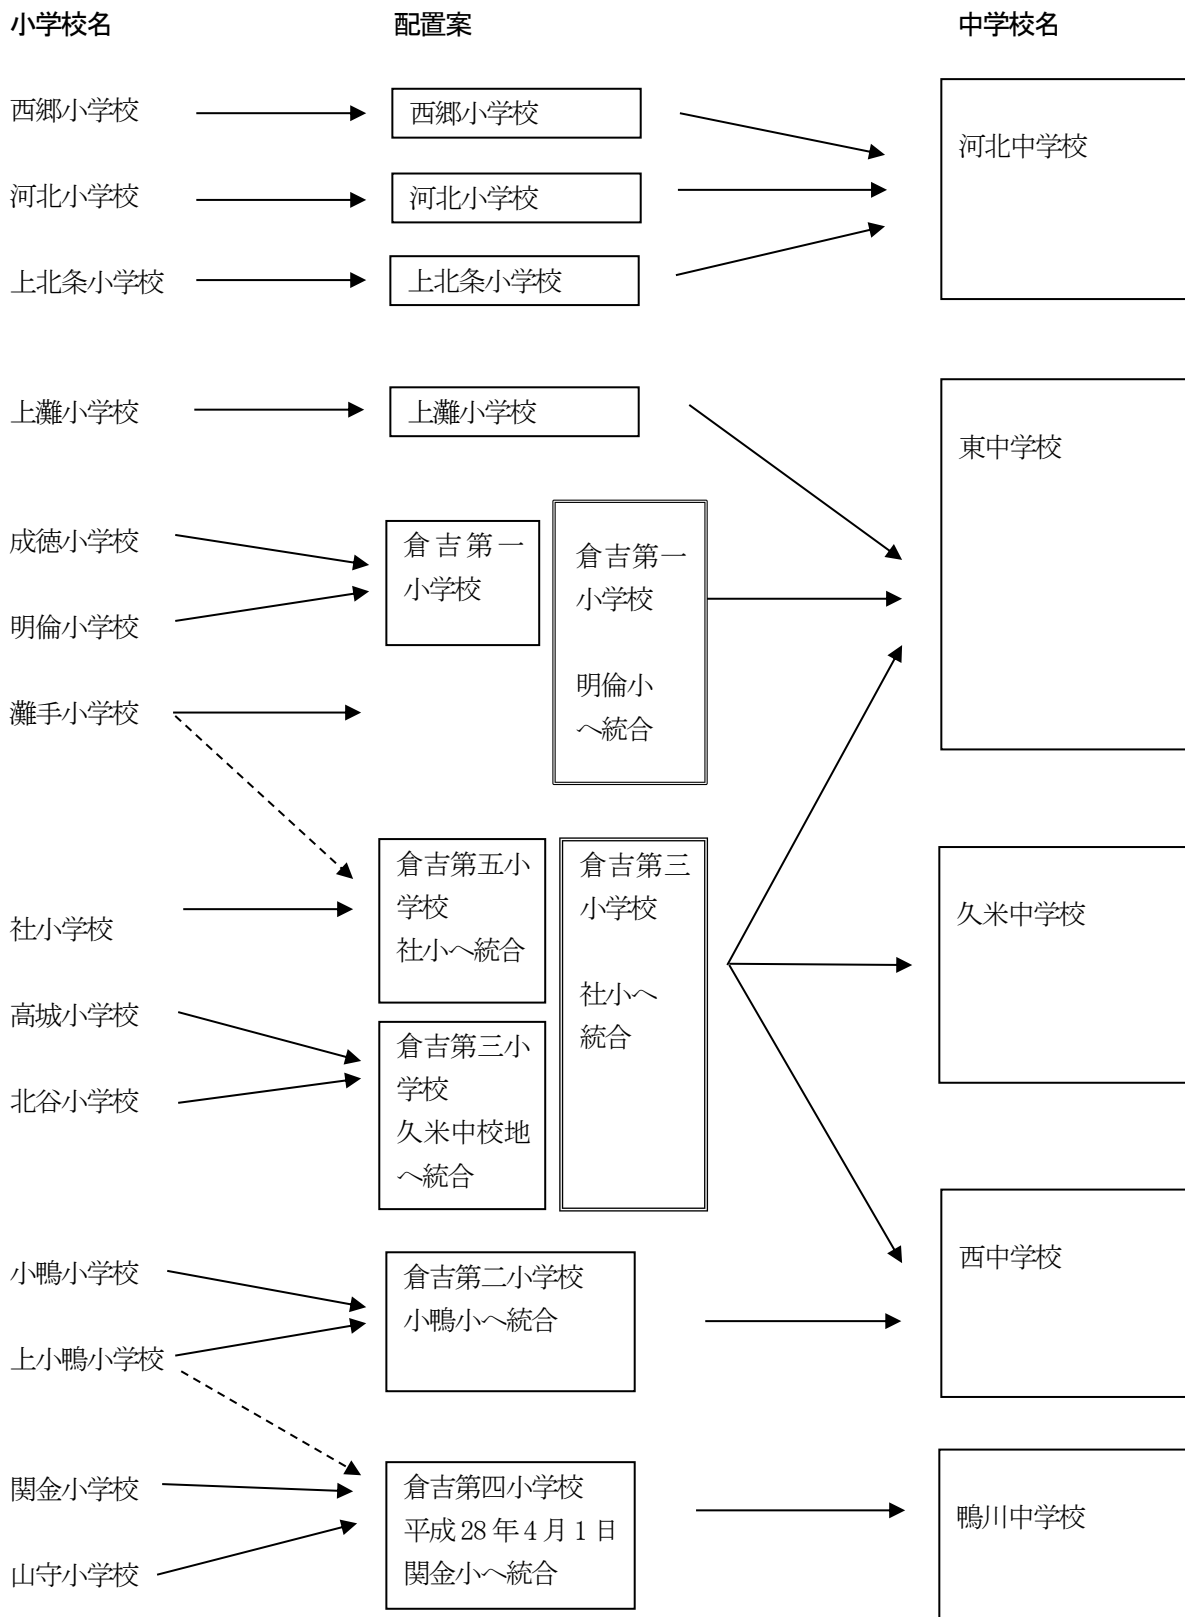 小学校名
配置案
中学校名
西郷小学校
西郷小学校
河北中学校
河北小学校
河北小学校
上北条小学校
上北条小学校
上灘小学校
上灘小学校
東中学校
成徳小学校
明倫小学校
倉吉第一
小学校
倉吉第一
小学校
明倫小
へ統合
灘手小学校
社小学校
倉吉第五小
学校
社小へ統合
倉吉第三
小学校
社小へ
統合
久米中学校
高城小学校
北谷小学校
倉吉第三小
学校
久米中校地
へ統合
小鴨小学校
上小鴨小学校
倉吉第二小学校
小鴨小へ統合
西中学校
関金小学校
山守小学校
倉吉第四小学校
平成28年4月1日
関金小へ統合
鴨川中学校